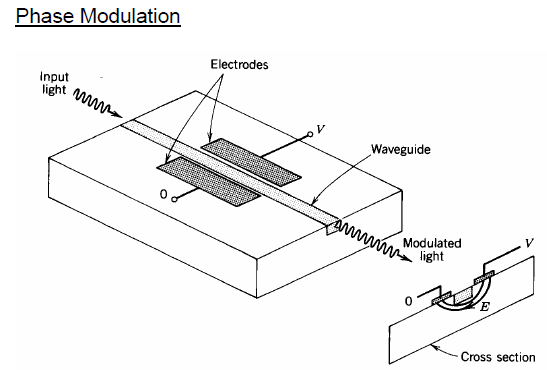 Phase Modulation
Electrodes
Input
light
V
Waveguide
0
Modulated
light
V
0
E
Cross section